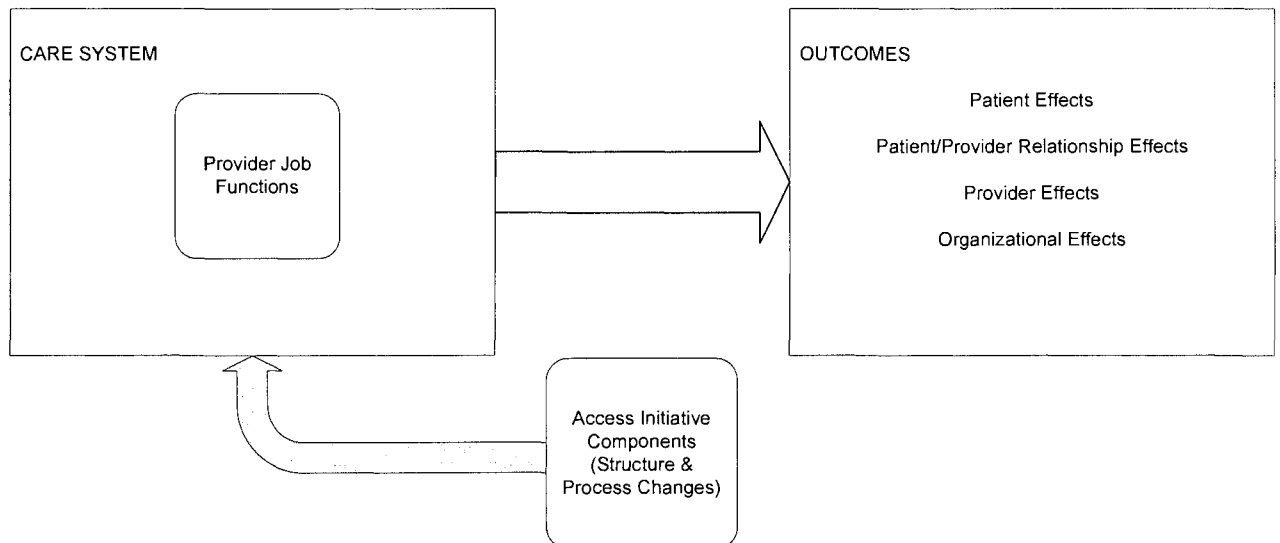 CARE SYSTEM
Provider Job
Functions
OUTCOMES
Patient Effects
Patient/Provider Relationship Effects
Provider Effects
Organizational Effects
Access Initiative
Components
(Structure &
Process Changes)